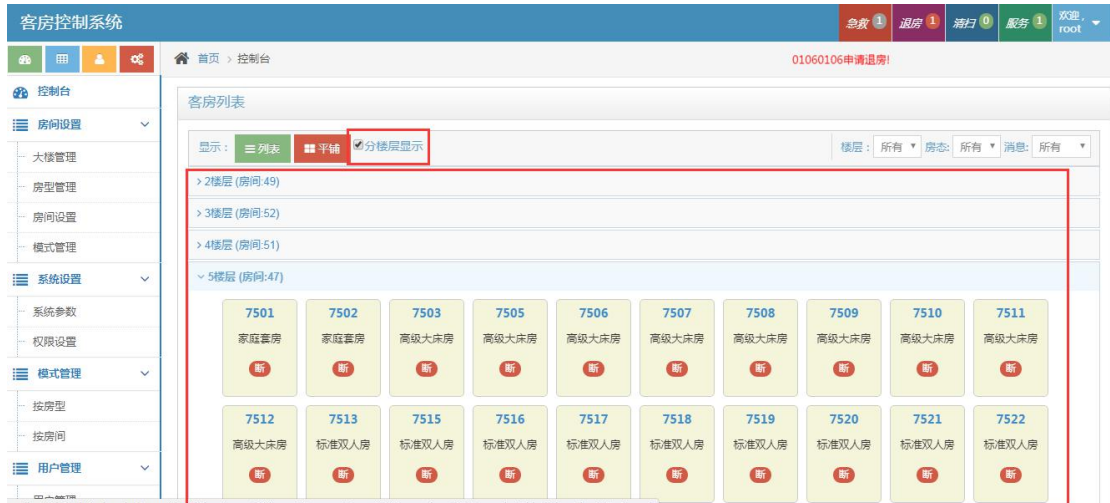 客房控制系统
急救 1 退房 1 清扫 0 服务 1 欢迎, root
首页 > 控制台
01060106申请退房!
控制台
房间设置
大楼管理
房型管理
房间设置
模式管理
系统设置
系统参数
权限设置
模式管理
按房型
按房间
用户管理
客房列表
显示: 列表 平铺 分楼层显示 楼层: 所有 房态: 所有 消息: 所有
> 2楼层 (房间:49)
> 3楼层 (房间:52)
> 4楼层 (房间:51)
5楼层 (房间:47)
7501 7502 7503 7505 7506 7507 7508 7509 7510 7511
家庭套房 家庭套房 高级大床房 高级大床房 高级大床房 高级大床房 高级大床房 高级大床房 高级大床房 高级大床房
断 断 断 断 断 断 断 断 断 断
7512 7513 7515 7516 7517 7518 7519 7520 7521 7522
高级大床房 标准双人房 标准双人房 标准双人房 标准双人房 标准双人房 标准双人房 标准双人房 标准双人房 标准双人房
断 断 断 断 断 断 断 断 断 断